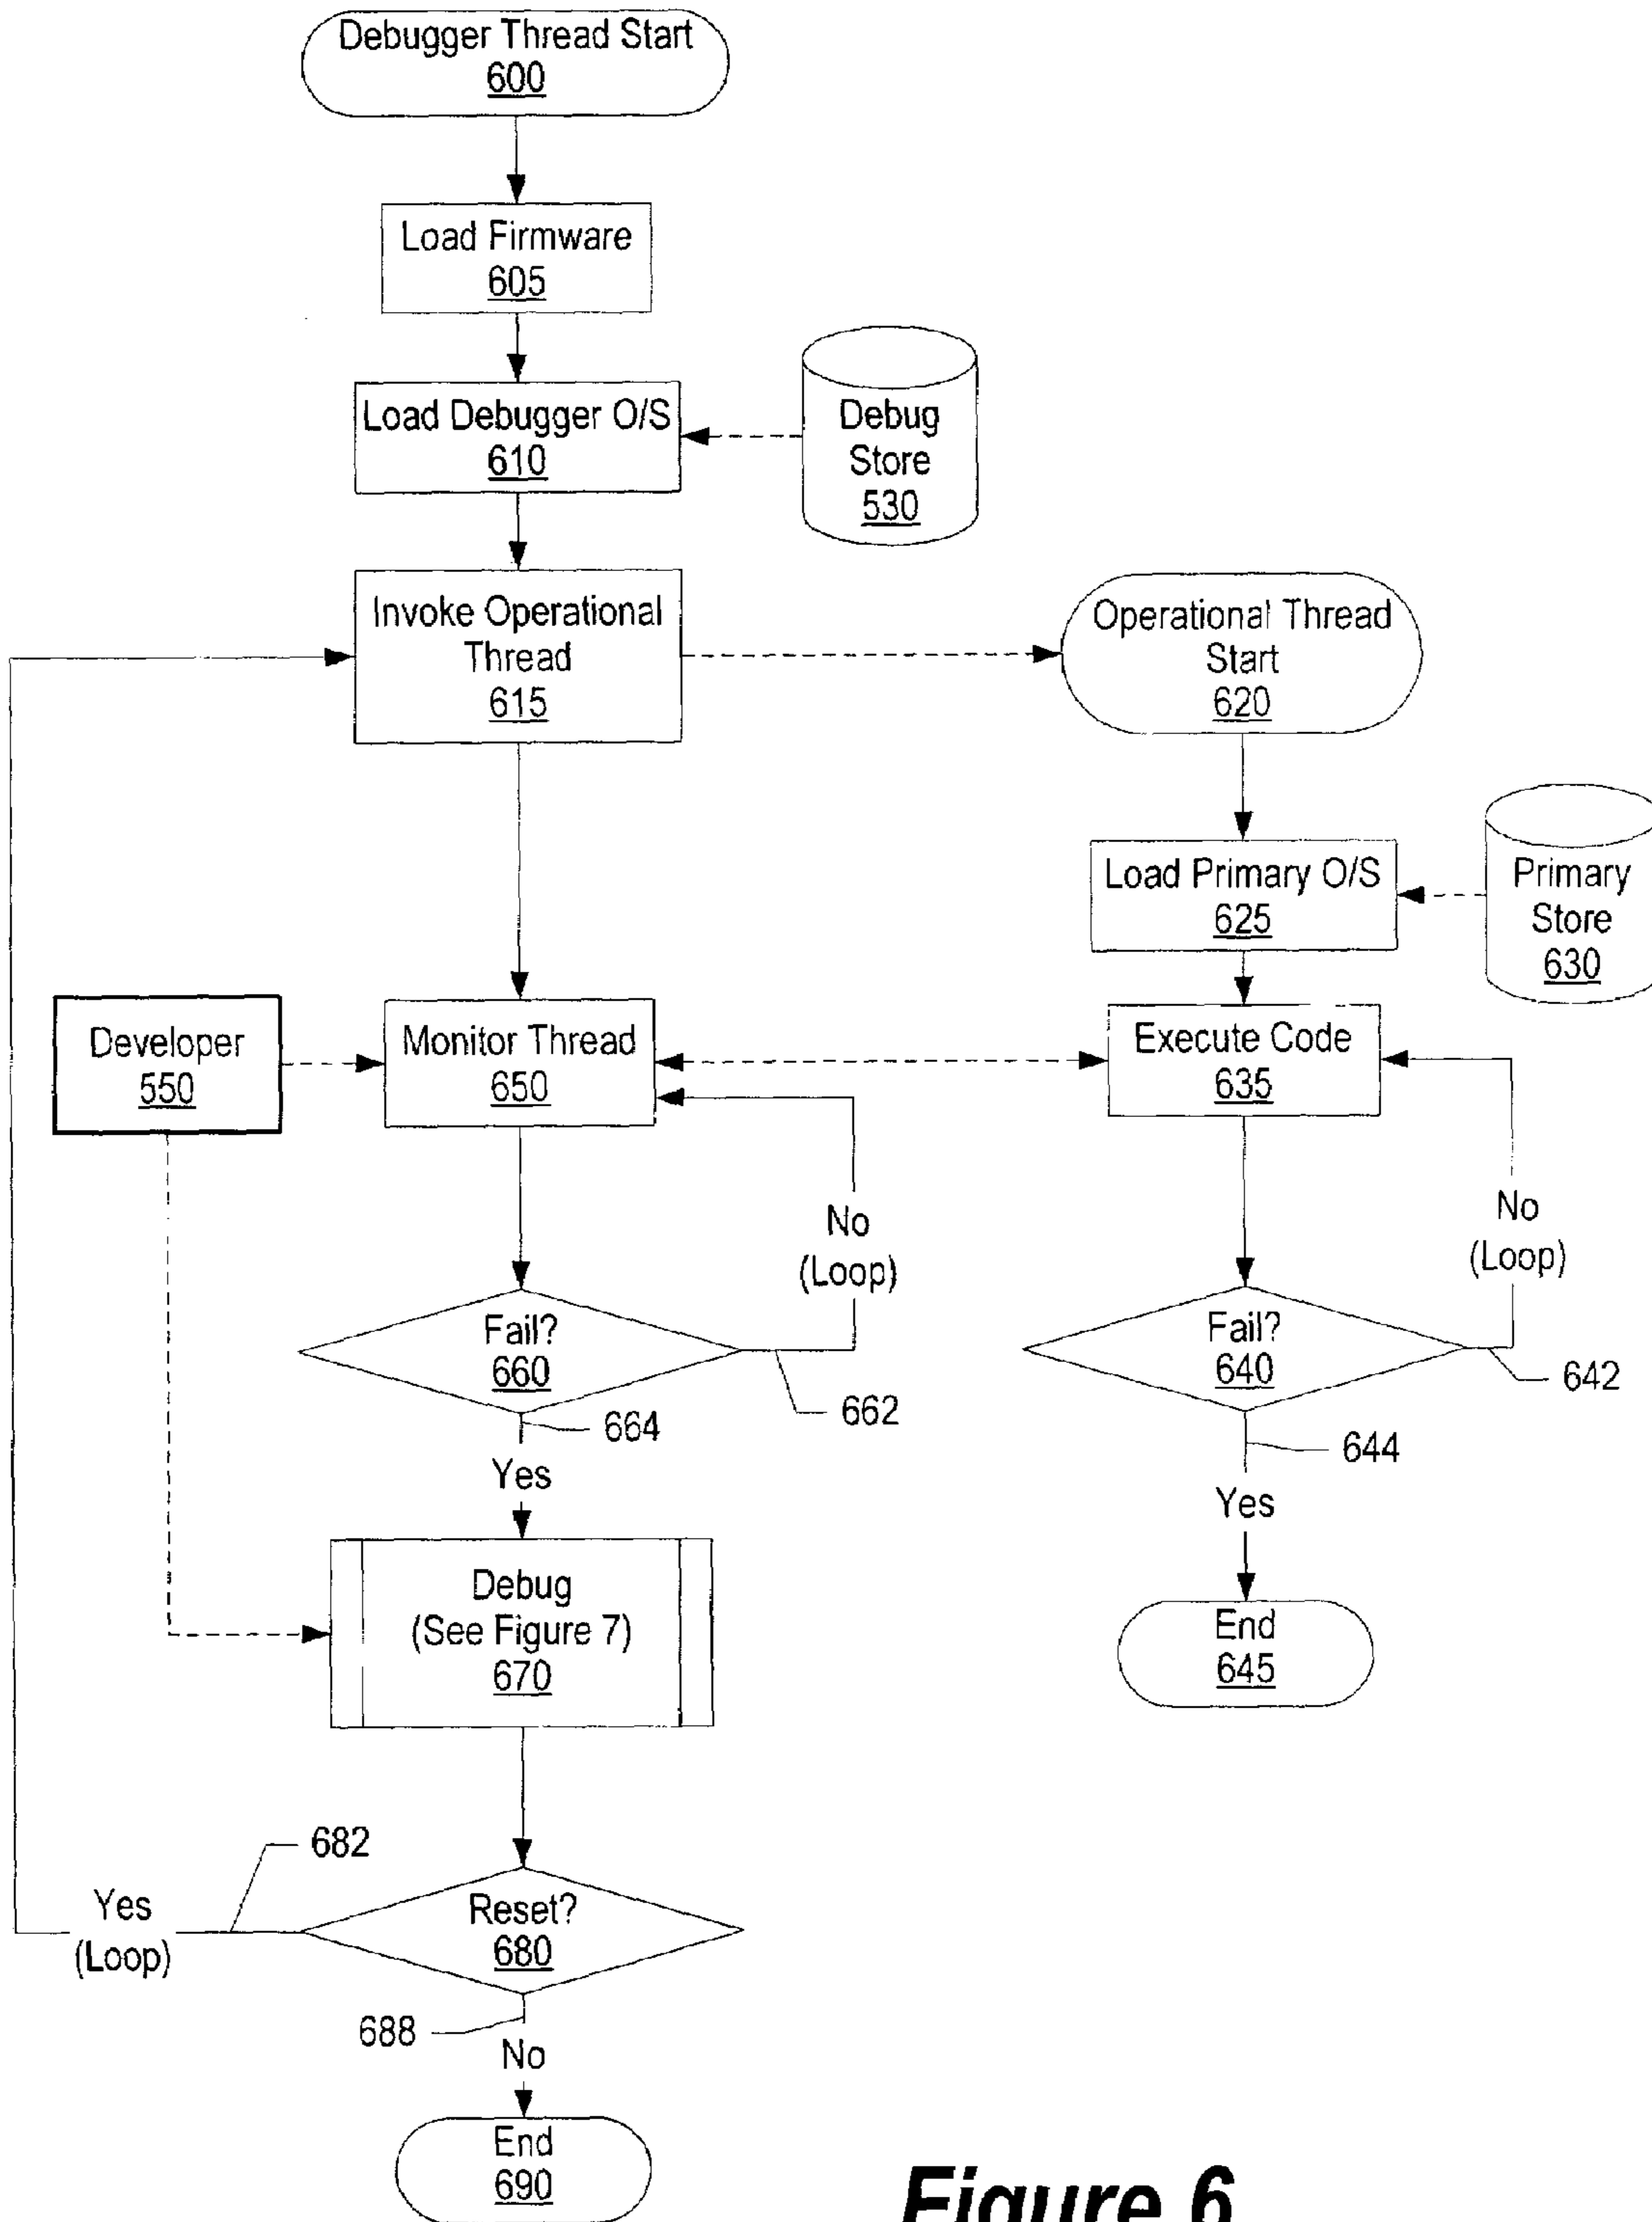 Debugger Thread Start
600
Load Firmware
605
Load Debugger O/S
610
Debug
Store
530
Invoke Operational
Thread
615
Operational Thread
Start
620
Load Primary O/S
625
Primary
Store
630
Developer
550
Monitor Thread
650
Execute Code
635
No
(Loop)
No
(Loop)
Fail?
660
Fail?
640
662
642
664
644
Yes
Yes
Debug
(See Figure 7)
670
End
645
682
Yes
(Loop)
Reset?
680
688
No
End
690
Figure 6